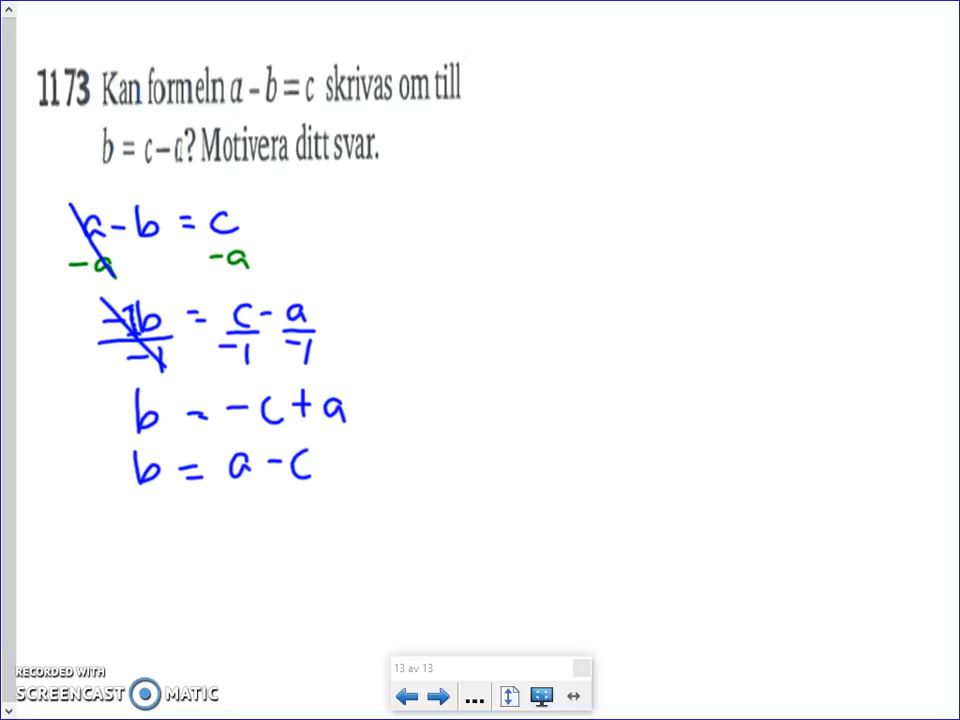 1173 Kan formeln a – b = c skrivas om till
b = c – a? Motivera ditt svar.
a - b = c
-a -a
-1b = c - a
-1 -1 -1
b = -c + a
b = a - c
13 av 13
RECORDED WITH
SCREENCAST MATIC